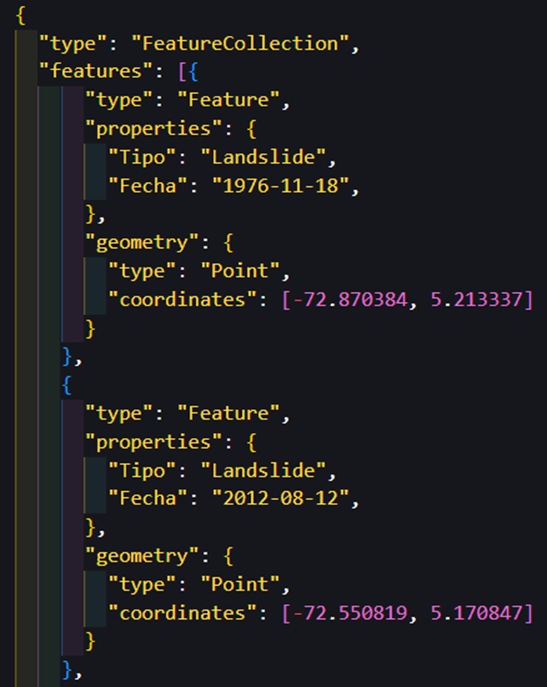 {
"type": "FeatureCollection",
"features": [{
"type": "Feature",
"properties": {
"Tipo": "Landslide",
"Fecha": "1976-11-18",
},
"geometry": {
"type": "Point",
"coordinates": [-72.870384, 5.213337]
}
},
{
"type": "Feature",
"properties": {
"Tipo": "Landslide",
"Fecha": "2012-08-12",
},
"geometry": {
"type": "Point",
"coordinates": [-72.550819, 5.170847]
}
},